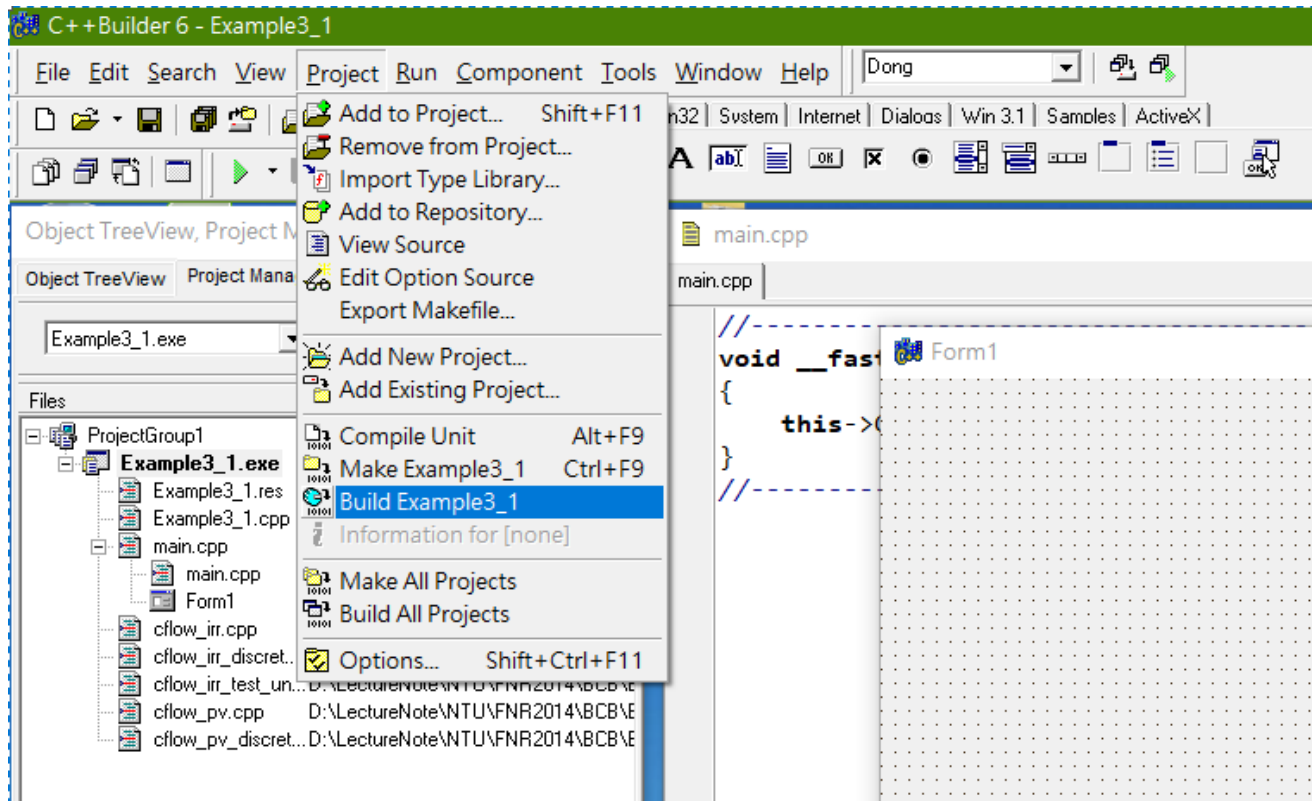 C++Builder 6 - Example3_1
File Edit Search View Project Run Component Tools Window Help Dong
n32 System Internet Dialogs Win 3.1 Samples ActiveX
Add to Project... Shift+F11
Remove from Project...
Import Type Library...
Add to Repository...
View Source
Edit Option Source
Export Makefile...
Add New Project...
Add Existing Project...
Compile Unit Alt+F9
Make Example3_1 Ctrl+F9
Build Example3_1
Information for [none]
Make All Projects
Build All Projects
Options... Shift+Ctrl+F11
Object TreeView, Project M
Object TreeView Project Mana
Example3_1.exe
Files
ProjectGroup1
Example3_1.exe
Example3_1.res
Example3_1.cpp
main.cpp
main.cpp
Form1
cflow_irr.cpp
cflow_irr_discret...
cflow_irr_test_un... D:\LectureNote\NTU\FNR2014\BCB\E
cflow_pv.cpp D:\LectureNote\NTU\FNR2014\BCB\E
cflow_pv_discret... D:\LectureNote\NTU\FNR2014\BCB\E
main.cpp
main.cpp
//---------
void __fast
{
this->
}
//---------
Form1